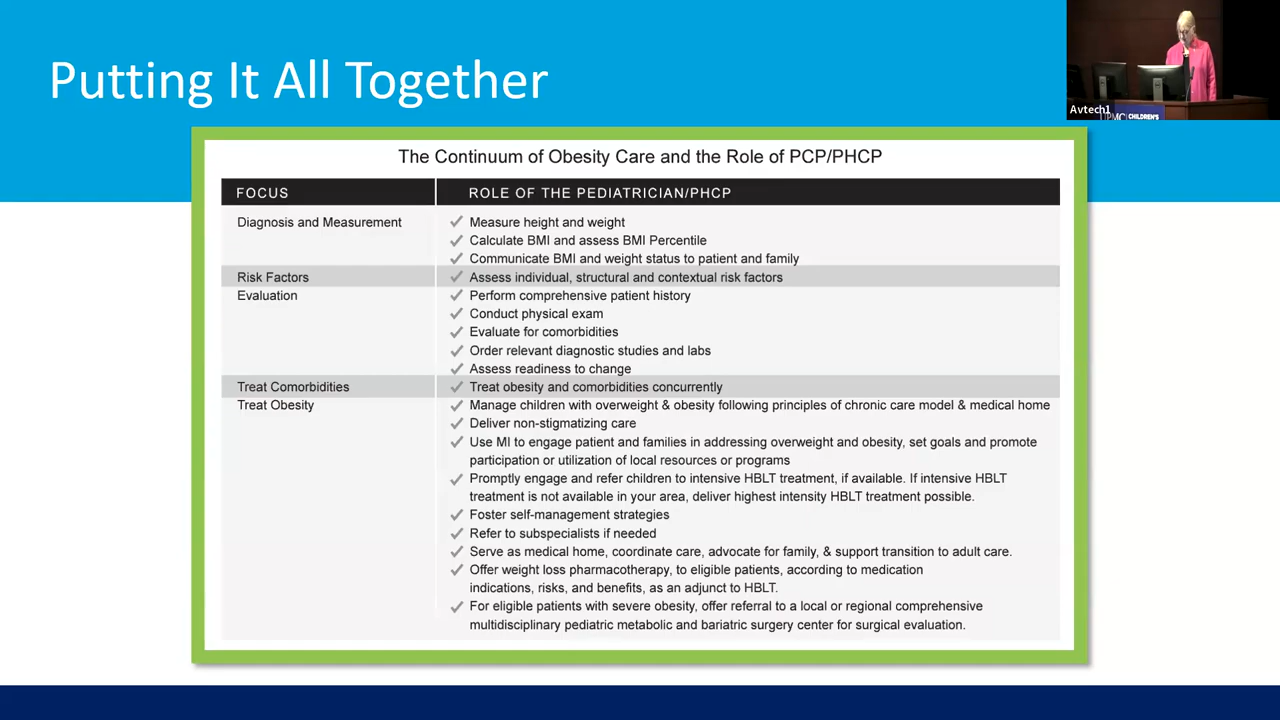 Putting It All Together
Avtech1
UPMC CHILDREN'S
The Continuum of Obesity Care and the Role of PCP/PHCP
FOCUS
ROLE OF THE PEDIATRICIAN/PHCP
Diagnosis and Measurement
✓ Measure height and weight
✓ Calculate BMI and assess BMI Percentile
✓ Communicate BMI and weight status to patient and family
Risk Factors
✓ Assess individual, structural and contextual risk factors
Evaluation
✓ Perform comprehensive patient history
✓ Conduct physical exam
✓ Evaluate for comorbidities
✓ Order relevant diagnostic studies and labs
✓ Assess readiness to change
Treat Comorbidities
✓ Treat obesity and comorbidities concurrently
Treat Obesity
✓ Manage children with overweight & obesity following principles of chronic care model & medical home
✓ Deliver non-stigmatizing care
✓ Use MI to engage patient and families in addressing overweight and obesity, set goals and promote
participation or utilization of local resources or programs
✓ Promptly engage and refer children to intensive HBLT treatment, if available. If intensive HBLT
treatment is not available in your area, deliver highest intensity HBLT treatment possible.
✓ Foster self-management strategies
✓ Refer to subspecialists if needed
✓ Serve as medical home, coordinate care, advocate for family, & support transition to adult care.
✓ Offer weight loss pharmacotherapy, to eligible patients, according to medication
indications, risks, and benefits, as an adjunct to HBLT.
✓ For eligible patients with severe obesity, offer referral to a local or regional comprehensive
multidisciplinary pediatric metabolic and bariatric surgery center for surgical evaluation.